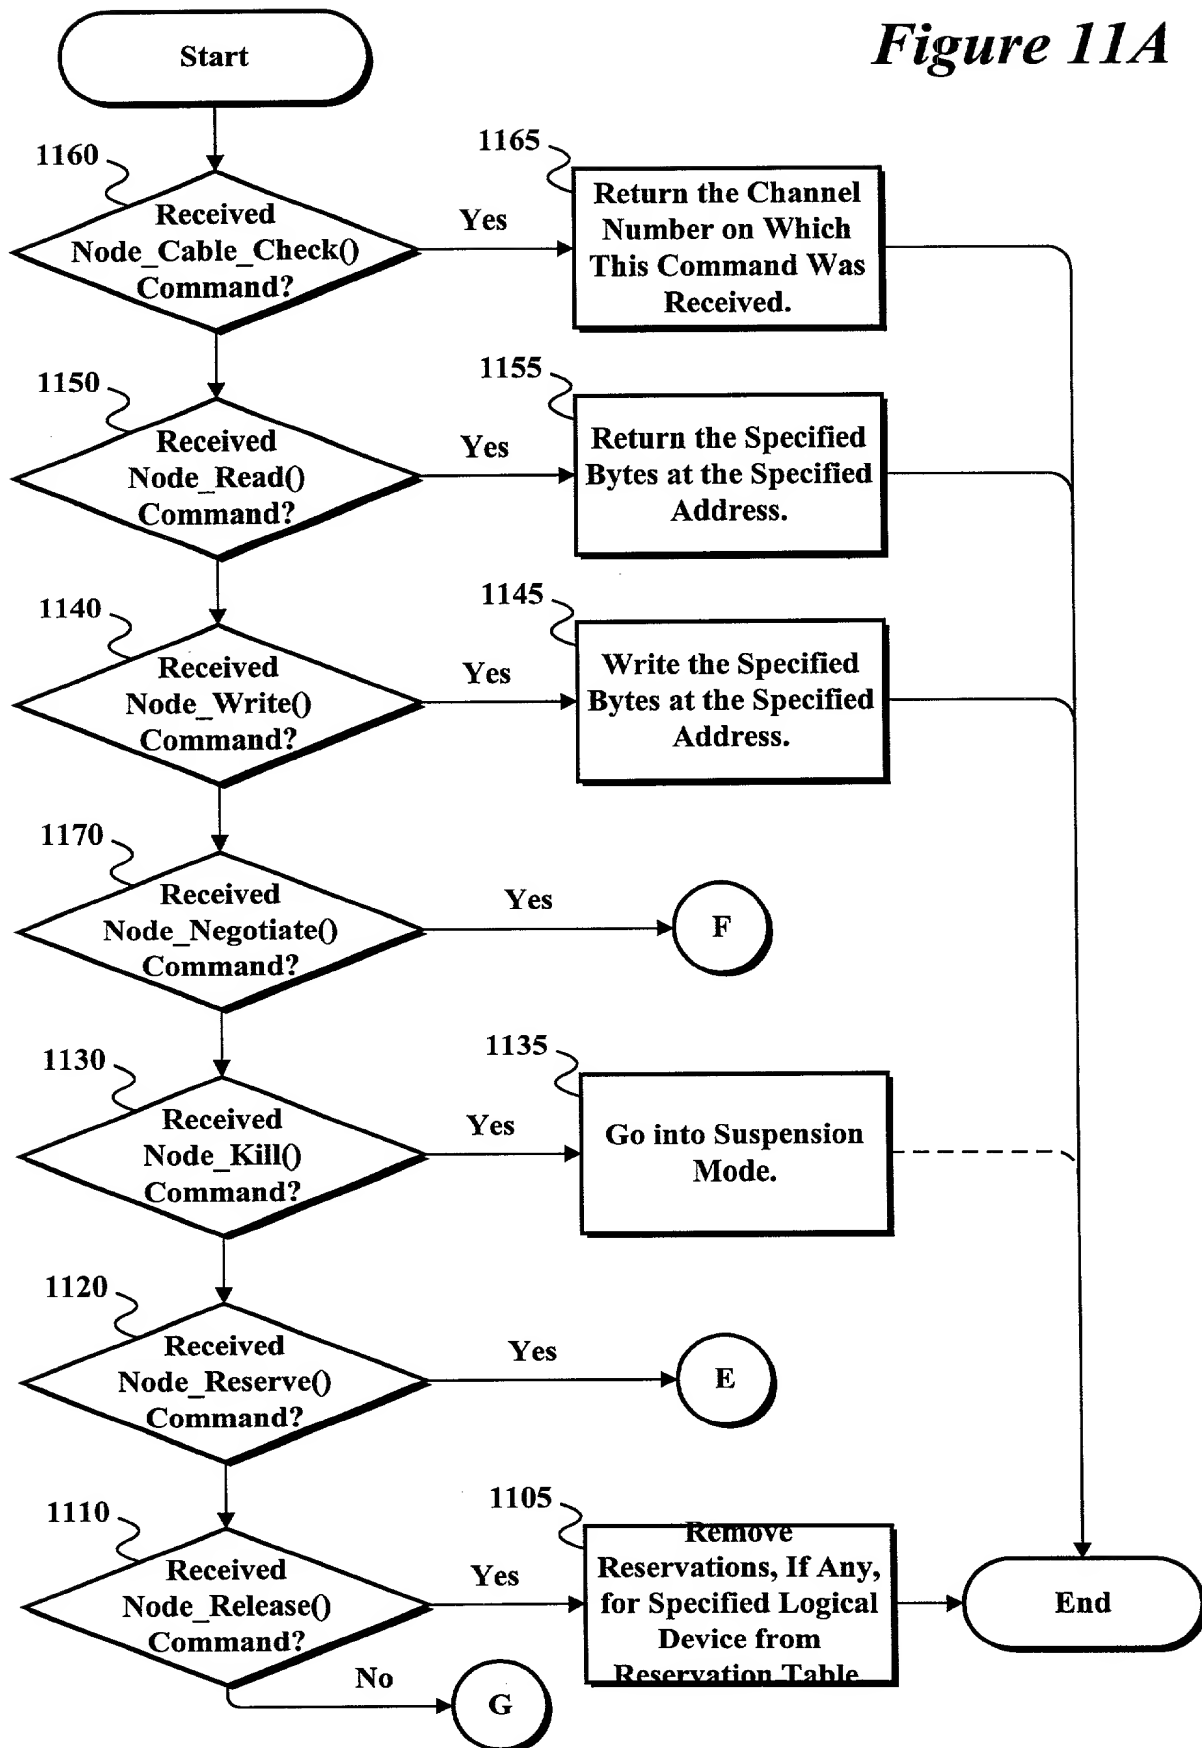 Figure 11A
Start
1160
Received
Node_Cable_Check()
Command?
Yes
1165
Return the Channel
Number on Which
This Command Was
Received.
1150
Received
Node_Read()
Command?
Yes
1155
Return the Specified
Bytes at the Specified
Address.
1140
Received
Node_Write()
Command?
Yes
1145
Write the Specified
Bytes at the Specified
Address.
1170
Received
Node_Negotiate()
Command?
Yes
F
1130
Received
Node_Kill()
Command?
Yes
1135
Go into Suspension
Mode.
1120
Received
Node_Reserve()
Command?
Yes
E
1110
Received
Node_Release()
Command?
Yes
1105
Remove
Reservations, If Any,
for Specified Logical
Device from
Reservation Table
End
No
G